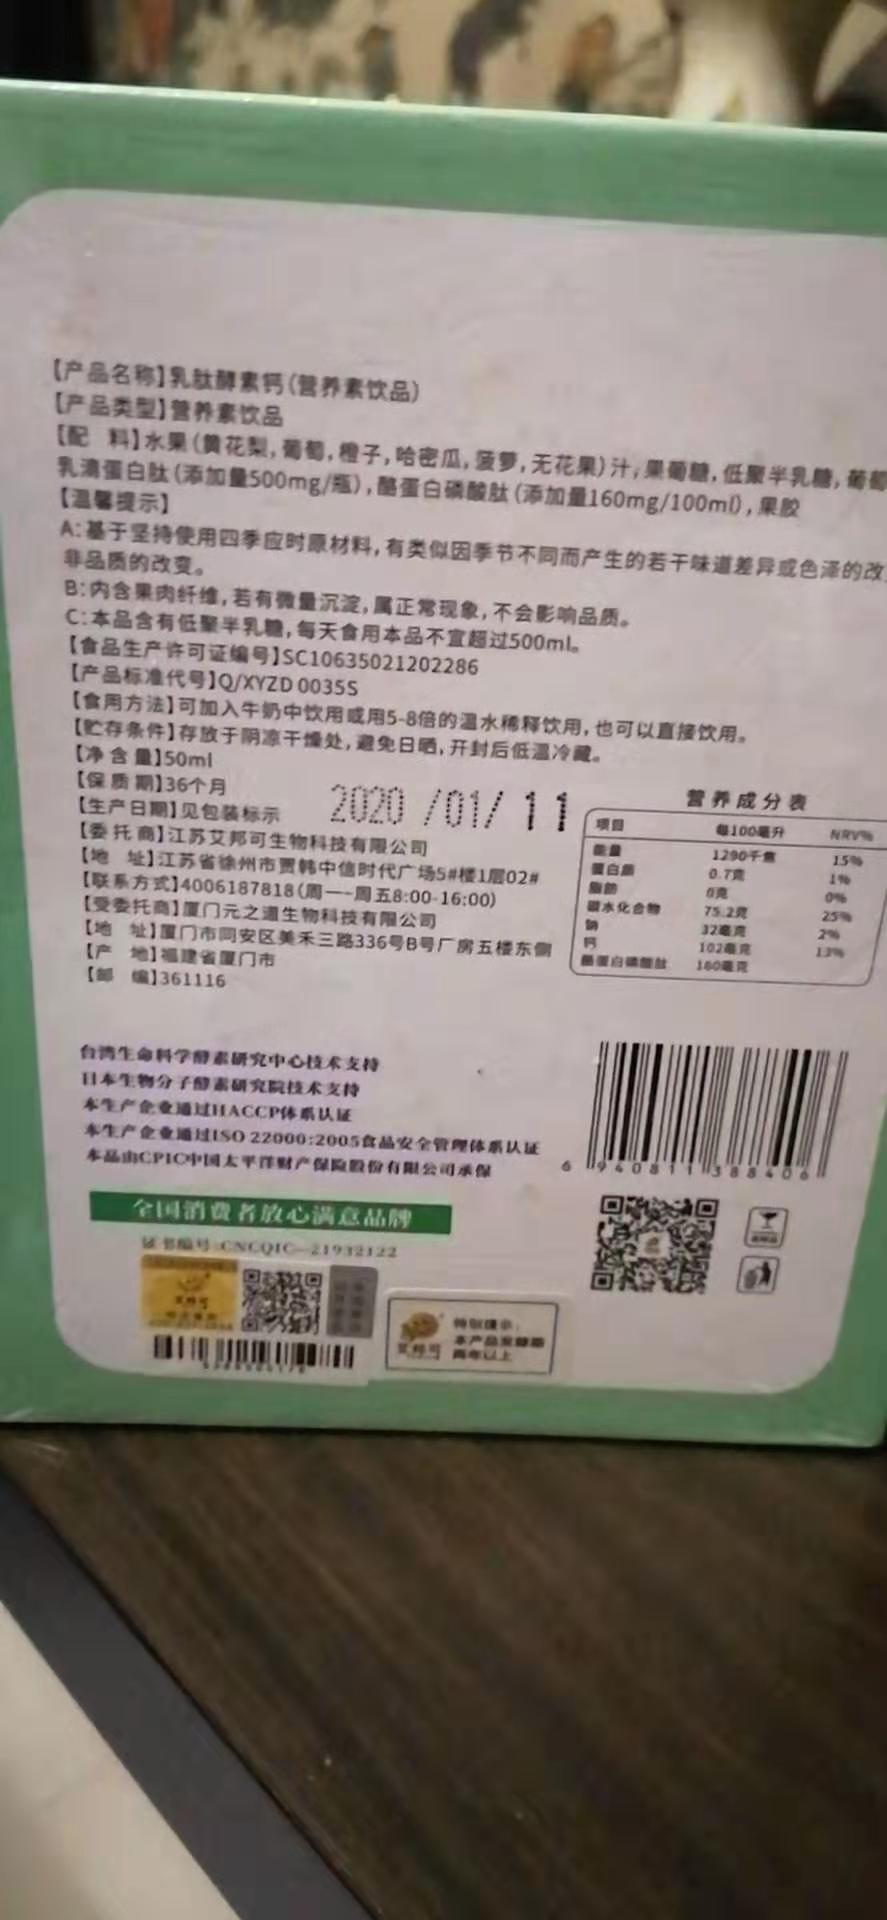 【产品名称】乳肽酵素钙(营养素饮品)
【产品类型】营养素饮品
【配 料】水果(黄花梨,葡萄,橙子,哈密瓜,菠萝,无花果)汁,果葡糖,低聚半乳糖,葡萄
乳清蛋白肽(添加量500mg/瓶),酪蛋白磷酸肽(添加量160mg/100ml),果胶
【温馨提示】
A:基于坚持使用四季应时原材料,有类似因季节不同而产生的若干味道差异或色泽的改
非品质的改变。
B:内含果肉纤维,若有微量沉淀,属正常现象,不会影响品质。
C:本品含有低聚半乳糖,每天食用本品不宜超过500ml。
【食品生产许可证编号】SC10635021202286
【产品标准代号】Q/XYZD 0035S
【食用方法】可加入牛奶中饮用或用5-8倍的温水稀释饮用,也可以直接饮用。
【贮存条件】存放于阴凉干燥处,避免日晒,开封后低温冷藏。
【净 含 量】50ml
【保 质 期】36个月
【生产日期】见包装标示
2020 /01/ 11
【委 托 商】江苏艾邦可生物科技有限公司
【地 址】江苏省徐州市贾韩中信时代广场5#楼1层02#
【联系方式】4006187818(周一--周五8:00-16:00)
【受委托商】厦门元之道生物科技有限公司
【地 址】厦门市同安区美禾三路336号B号厂房五楼东侧
【产 地】福建省厦门市
【邮 编】361116
营养成分表
项目 每100毫升 NRV%
能量 1290千焦 15%
蛋白质 0.7克 1%
脂肪 0克 0%
碳水化合物 75.2克 25%
钠 32毫克 2%
钙 102毫克 13%
酪蛋白磷酸肽 160毫克
台湾生命科学酵素研究中心技术支持
日本生物分子酵素研究院技术支持
本生产企业通过HACCP体系认证
本生产企业通过ISO 22000:2005食品安全管理体系认证
本品由CPIC中国太平洋财产保险股份有限公司承保
6 940811 388406
全国消费者放心满意品牌
证书编号:CNCQIC—21932122
艾邦可
特别提示:
本产品发酵期
两年以上